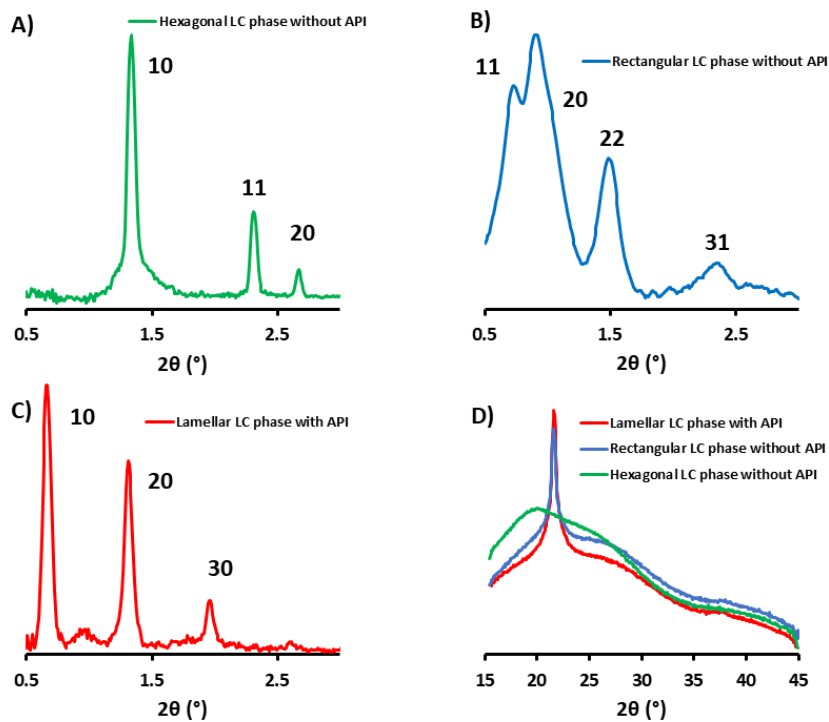 A)
Hexagonal LC phase without API
10
11
20
0.5 1.5 2.5
2θ (°)
B)
Rectangular LC phase without API
11
20
22
31
0.5 1.5 2.5
2θ (°)
C)
Lamellar LC phase with API
10
20
30
0.5 1.5 2.5
2θ (°)
D)
Lamellar LC phase with API
Rectangular LC phase without API
Hexagonal LC phase without API
15 20 25 30 35 40 45
2θ (°)